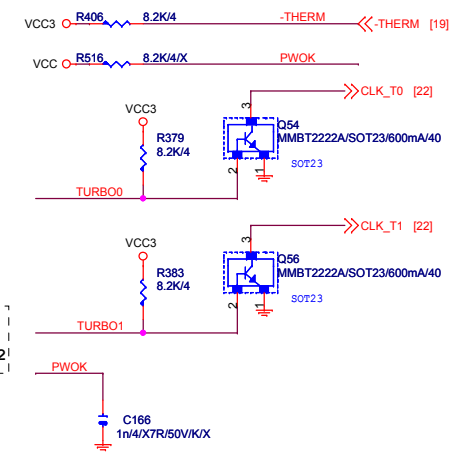 VCC3 R406 8.2K/4 -THERM -THERM [19]
VCC R516 8.2K/4/X PWOK
CLK_T0 [22]
VCC3
3
Q54
R379
8.2K/4
MMBT2222A/SOT23/600mA/40
SOT23
2 1
TURBO0
CLK_T1 [22]
VCC3
3
Q56
R383
8.2K/4
MMBT2222A/SOT23/600mA/40
SOT23
2 1
TURBO1
2
PWOK
C166
1n/4/X7R/50V/K/X